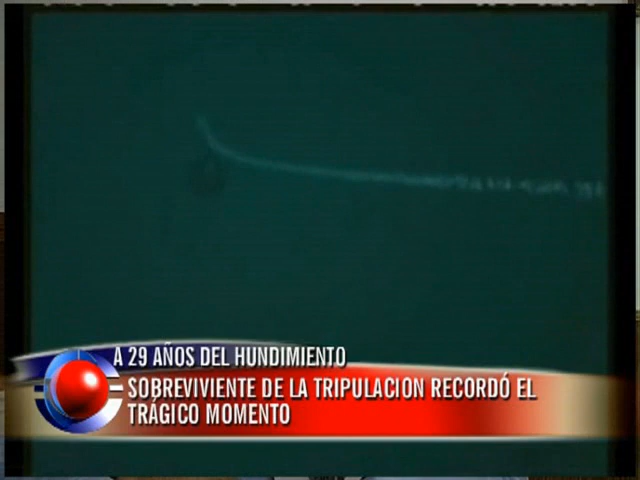 A 29 AÑOS DEL HUNDIMIENTO
SOBREVIVIENTE DE LA TRIPULACION RECORDÓ EL
TRÁGICO MOMENTO